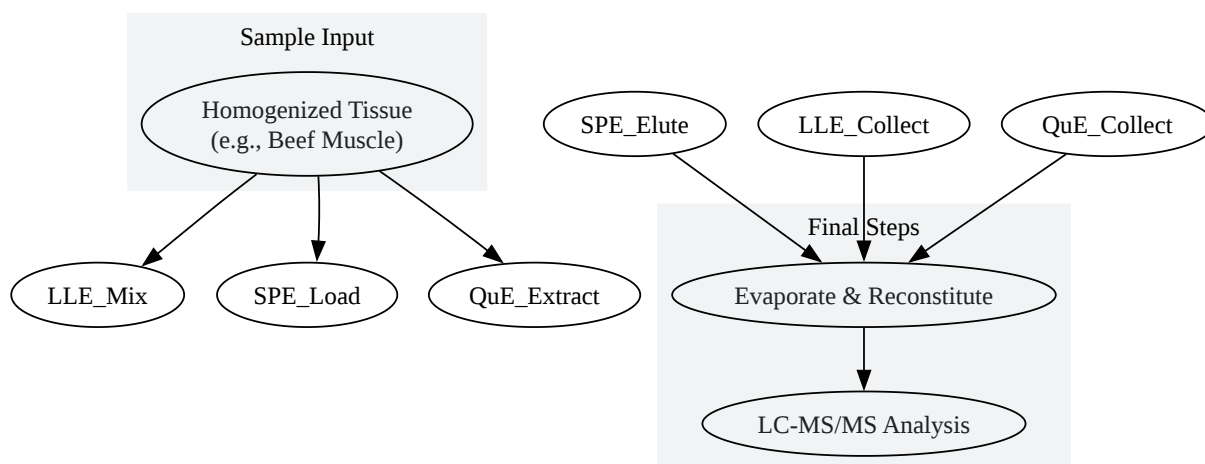 Sample Input
Homogenized Tissue
(e.g., Beef Muscle)
SPE_Elute
LLE_Collect
QuE_Collect
Final Steps
LLE_Mix
SPE_Load
QuE_Extract
Evaporate & Reconstitute
LC-MS/MS Analysis